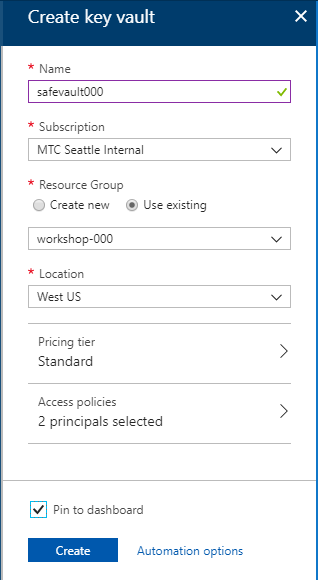 Create key vault
* Name
safevault000
* Subscription
MTC Seattle Internal
* Resource Group
Create new Use existing
workshop-000
* Location
West US
Pricing tier
Standard
Access policies
2 principals selected
Pin to dashboard
Create Automation options